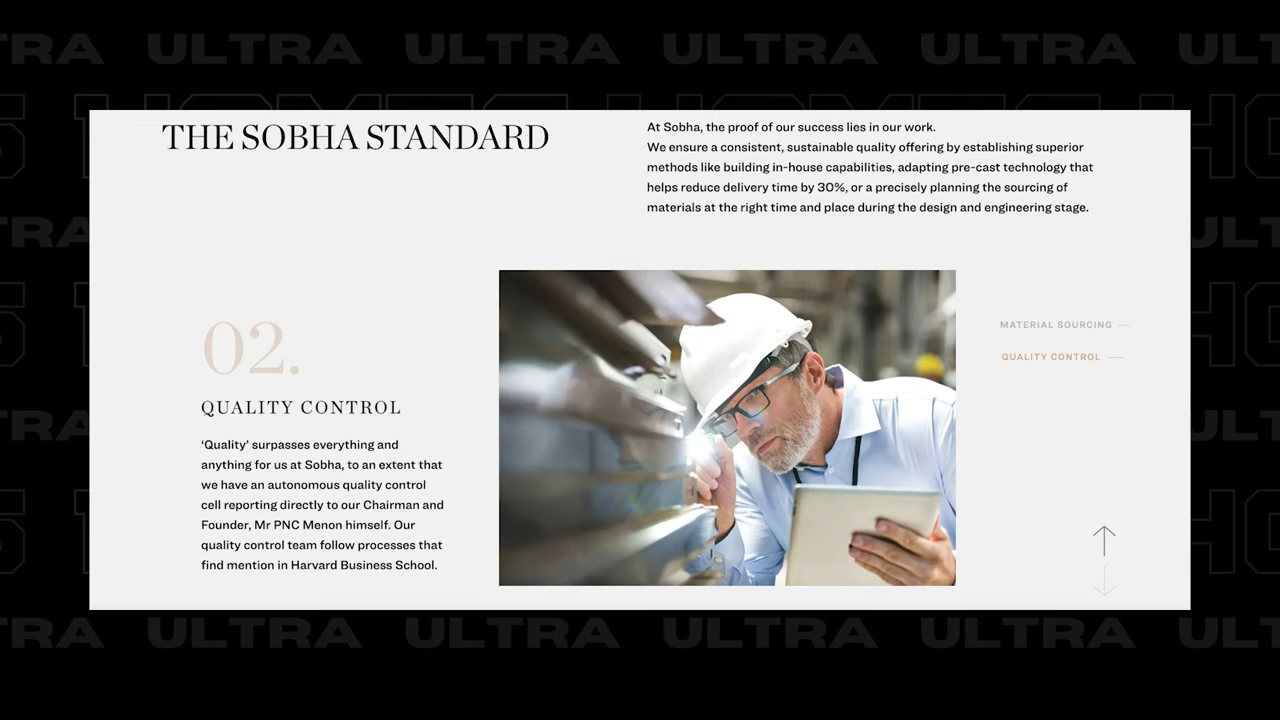 ULTRA ULTRA ULTRA ULTRA
HOMES HOMES
THE SOBHA STANDARD
At Sobha, the proof of our success lies in our work.
We ensure a consistent, sustainable quality offering by establishing superior
methods like building in-house capabilities, adapting pre-cast technology that
helps reduce delivery time by 30%, or a precisely planning the sourcing of
materials at the right time and place during the design and engineering stage.
02.
QUALITY CONTROL
‘Quality’ surpasses everything and
anything for us at Sobha, to an extent that
we have an autonomous quality control
cell reporting directly to our Chairman and
Founder, Mr PNC Menon himself. Our
quality control team follow processes that
find mention in Harvard Business School.
MATERIAL SOURCING
QUALITY CONTROL
ULTRA ULTRA ULTRA ULTRA